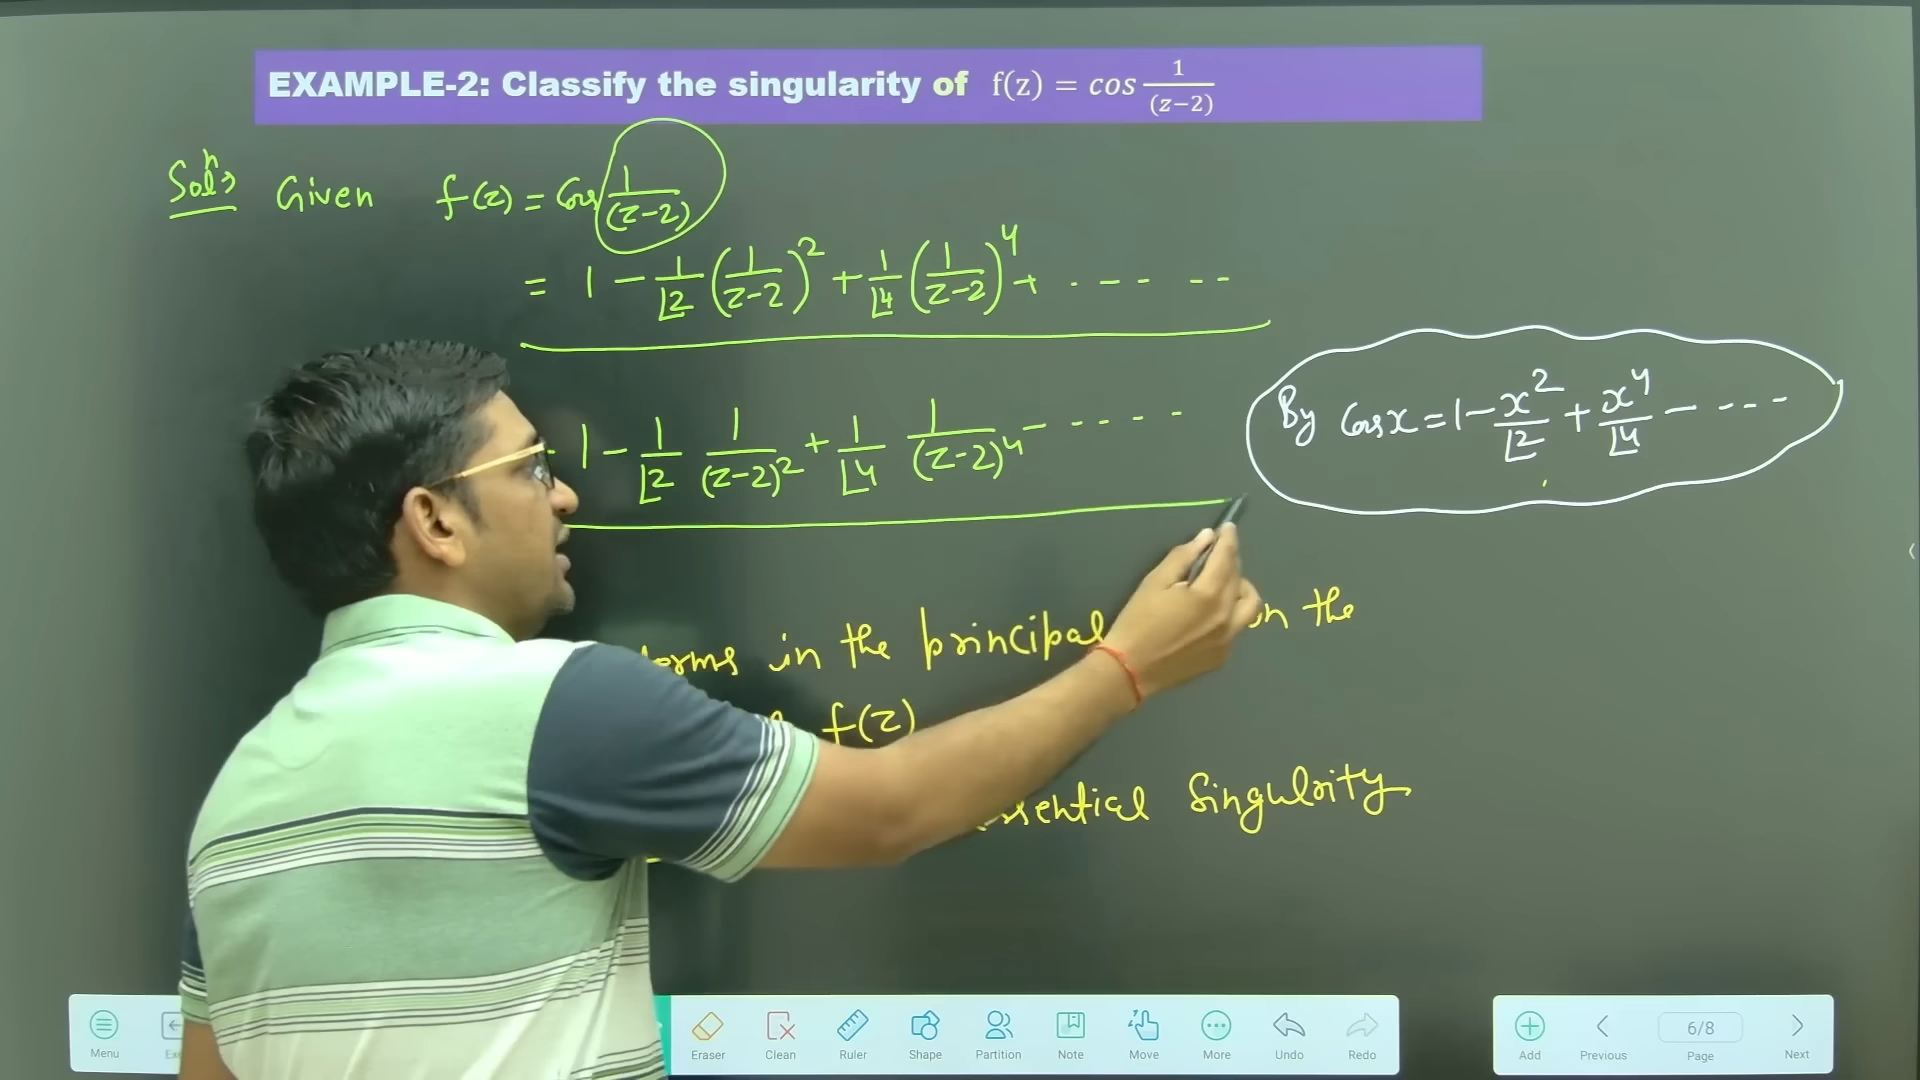 EXAMPLE-2: Classify the singularity of f(z) = cos 1/(z−2)
Solⁿ: Given f(z) = Cos 1/(z−2)
= 1 − 1/⌊2 (1/(z−2))² + 1/⌊4 (1/(z−2))⁴ + . - - - - -
1 − 1/⌊2 1/(z−2)² + 1/⌊4 1/(z−2)⁴ − - - - - -
By Cos x = 1 − x²/⌊2 + x⁴/⌊4 − - - - -
terms in the principal in the
f(z)
Singulrity
Menu
Eraser Clean Ruler Shape Partition Note Move More Undo Redo
Add Previous 6/8 Page Next